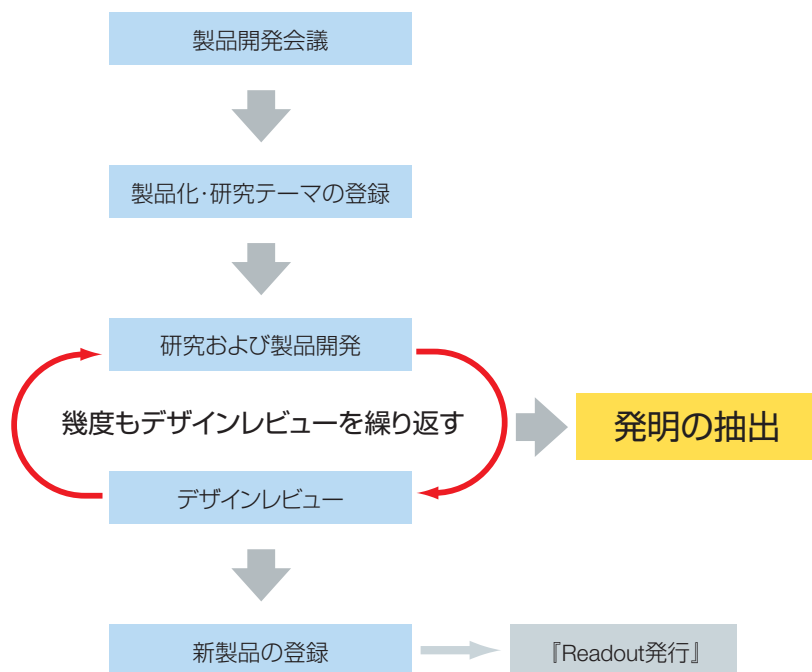 製品開発会議
製品化・研究テーマの登録
研究および製品開発
幾度もデザインレビューを繰り返す
発明の抽出
デザインレビュー
新製品の登録
『Readout発行』